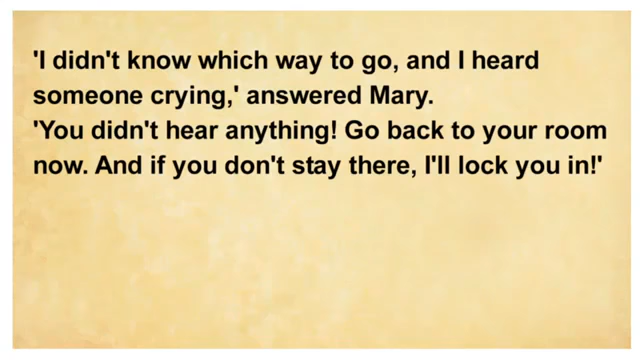 'I didn't know which way to go, and I heard
someone crying,' answered Mary.
'You didn't hear anything! Go back to your room
now. And if you don't stay there, I'll lock you in!'